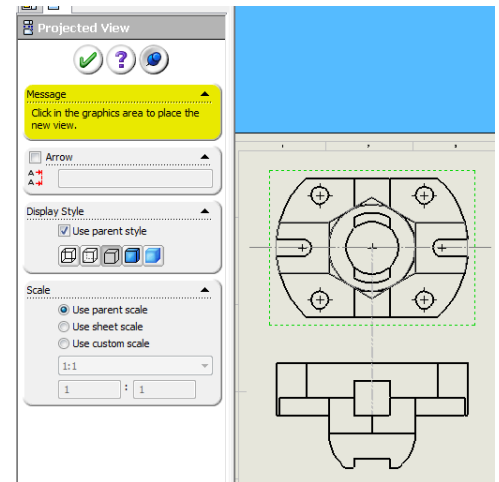 Projected View
?
Message
Click in the graphics area to place the
new view.
Arrow
A
A
Display Style
Use parent style
Scale
Use parent scale
Use sheet scale
Use custom scale
1:1
1 : 1